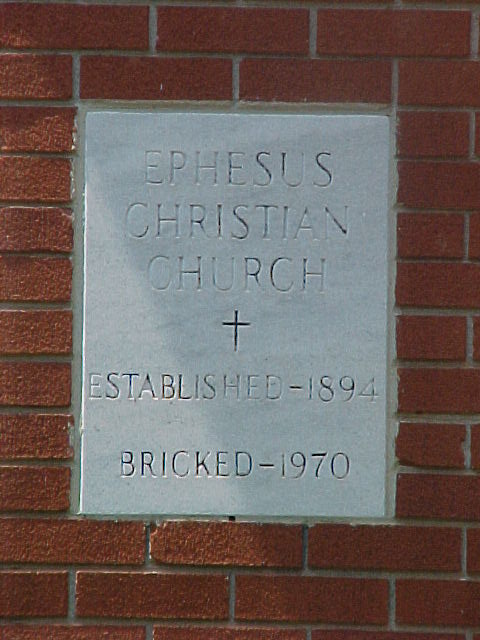 EPHESUS
CHRISTIAN
CHURCH
ESTABLISHED-1894
BRICKED-1970